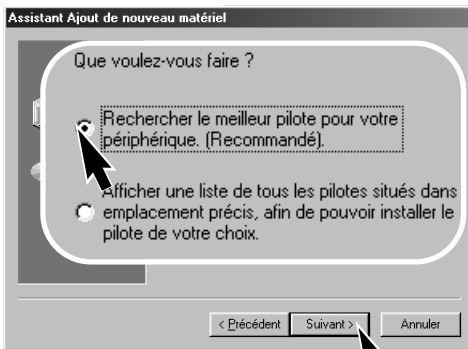 Assistant Ajout de nouveau matériel
Que voulez-vous faire ?
Rechercher le meilleur pilote pour votre
périphérique. (Recommandé).
Afficher une liste de tous les pilotes situés dans
emplacement précis, afin de pouvoir installer le
pilote de votre choix.
< Précédent
Suivant >
Annuler